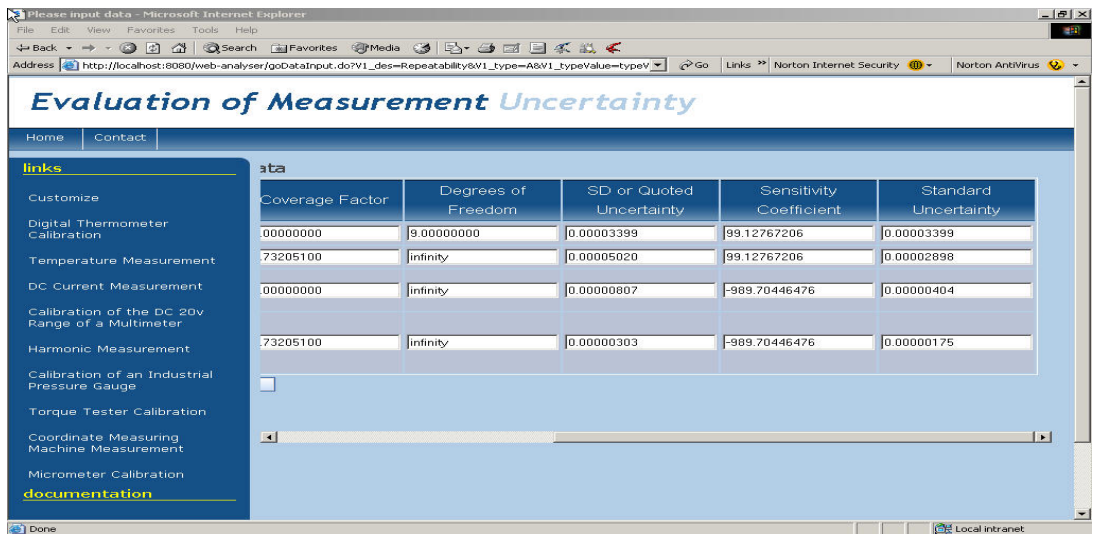 Please input data - Microsoft Internet Explorer
File Edit View Favorites Tools Help
Back Search Favorites Media
Address http://localhost:8080/web-analyser/goDataInput.do?V1_des=Repeatability&V1_type=A&V1_typeValue=typeV Go Links » Norton Internet Security Norton AntiVirus
Evaluation of Measurement Uncertainty
Home Contact
links
Customize
Digital Thermometer
Calibration
Temperature Measurement
DC Current Measurement
Calibration of the DC 20v
Range of a Multimeter
Harmonic Measurement
Calibration of an Industrial
Pressure Gauge
Torque Tester Calibration
Coordinate Measuring
Machine Measurement
Micrometer Calibration
documentation
ata
Coverage Factor Degrees of Freedom SD or Quoted Uncertainty Sensitivity Coefficient Standard Uncertainty
.00000000 9.00000000 0.00003399 99.12767206 0.00003399
.73205100 infinity 0.00005020 99.12767206 0.00002898
.00000000 infinity 0.00000807 -989.70446476 0.00000404
.73205100 infinity 0.00000303 -989.70446476 0.00000175
Done Local intranet